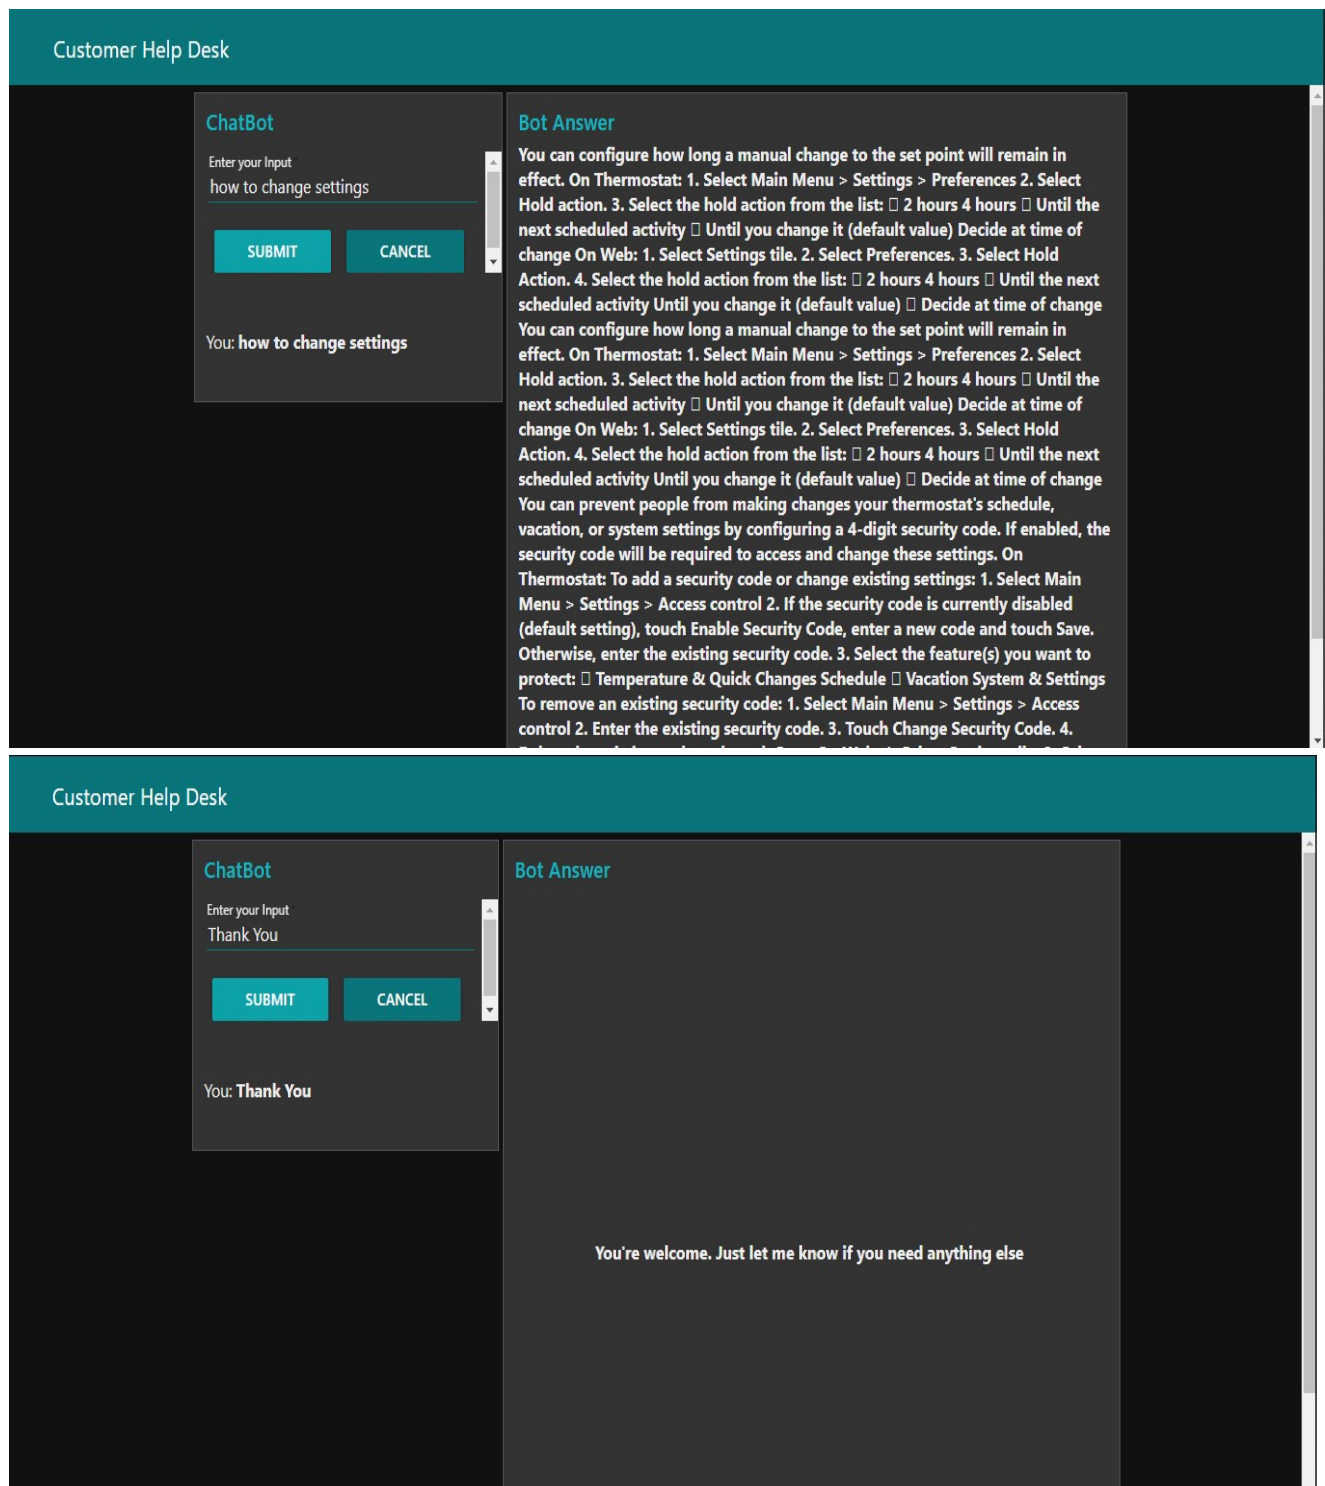 Customer Help Desk
ChatBot
Enter your Input
how to change settings
SUBMIT CANCEL
You: how to change settings
Bot Answer
You can configure how long a manual change to the set point will remain in
effect. On Thermostat: 1. Select Main Menu > Settings > Preferences 2. Select
Hold action. 3. Select the hold action from the list: 2 hours 4 hours Until the
next scheduled activity Until you change it (default value) Decide at time of
change On Web: 1. Select Settings tile. 2. Select Preferences. 3. Select Hold
Action. 4. Select the hold action from the list: 2 hours 4 hours Until the next
scheduled activity Until you change it (default value) Decide at time of change
You can configure how long a manual change to the set point will remain in
effect. On Thermostat: 1. Select Main Menu > Settings > Preferences 2. Select
Hold action. 3. Select the hold action from the list: 2 hours 4 hours Until the
next scheduled activity Until you change it (default value) Decide at time of
change On Web: 1. Select Settings tile. 2. Select Preferences. 3. Select Hold
Action. 4. Select the hold action from the list: 2 hours 4 hours Until the next
scheduled activity Until you change it (default value) Decide at time of change
You can prevent people from making changes your thermostat's schedule,
vacation, or system settings by configuring a 4-digit security code. If enabled, the
security code will be required to access and change these settings. On
Thermostat: To add a security code or change existing settings: 1. Select Main
Menu > Settings > Access control 2. If the security code is currently disabled
(default setting), touch Enable Security Code, enter a new code and touch Save.
Otherwise, enter the existing security code. 3. Select the feature(s) you want to
protect: Temperature & Quick Changes Schedule Vacation System & Settings
To remove an existing security code: 1. Select Main Menu > Settings > Access
control 2. Enter the existing security code. 3. Touch Change Security Code. 4.
Customer Help Desk
ChatBot
Enter your Input
Thank You
SUBMIT CANCEL
You: Thank You
Bot Answer
You're welcome. Just let me know if you need anything else